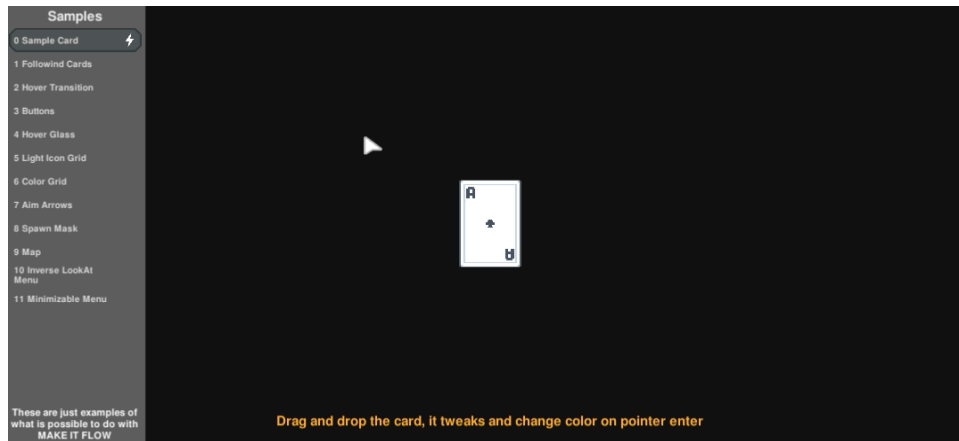 Samples
0 Sample Card
1 Followind Cards
2 Hover Transition
3 Buttons
4 Hover Glass
5 Light Icon Grid
6 Color Grid
7 Aim Arrows
8 Spawn Mask
9 Map
10 Inverse LookAt
Menu
11 Minimizable Menu
These are just examples of
what is possible to do with
MAKE IT FLOW
A
A
Drag and drop the card, it tweaks and change color on pointer enter